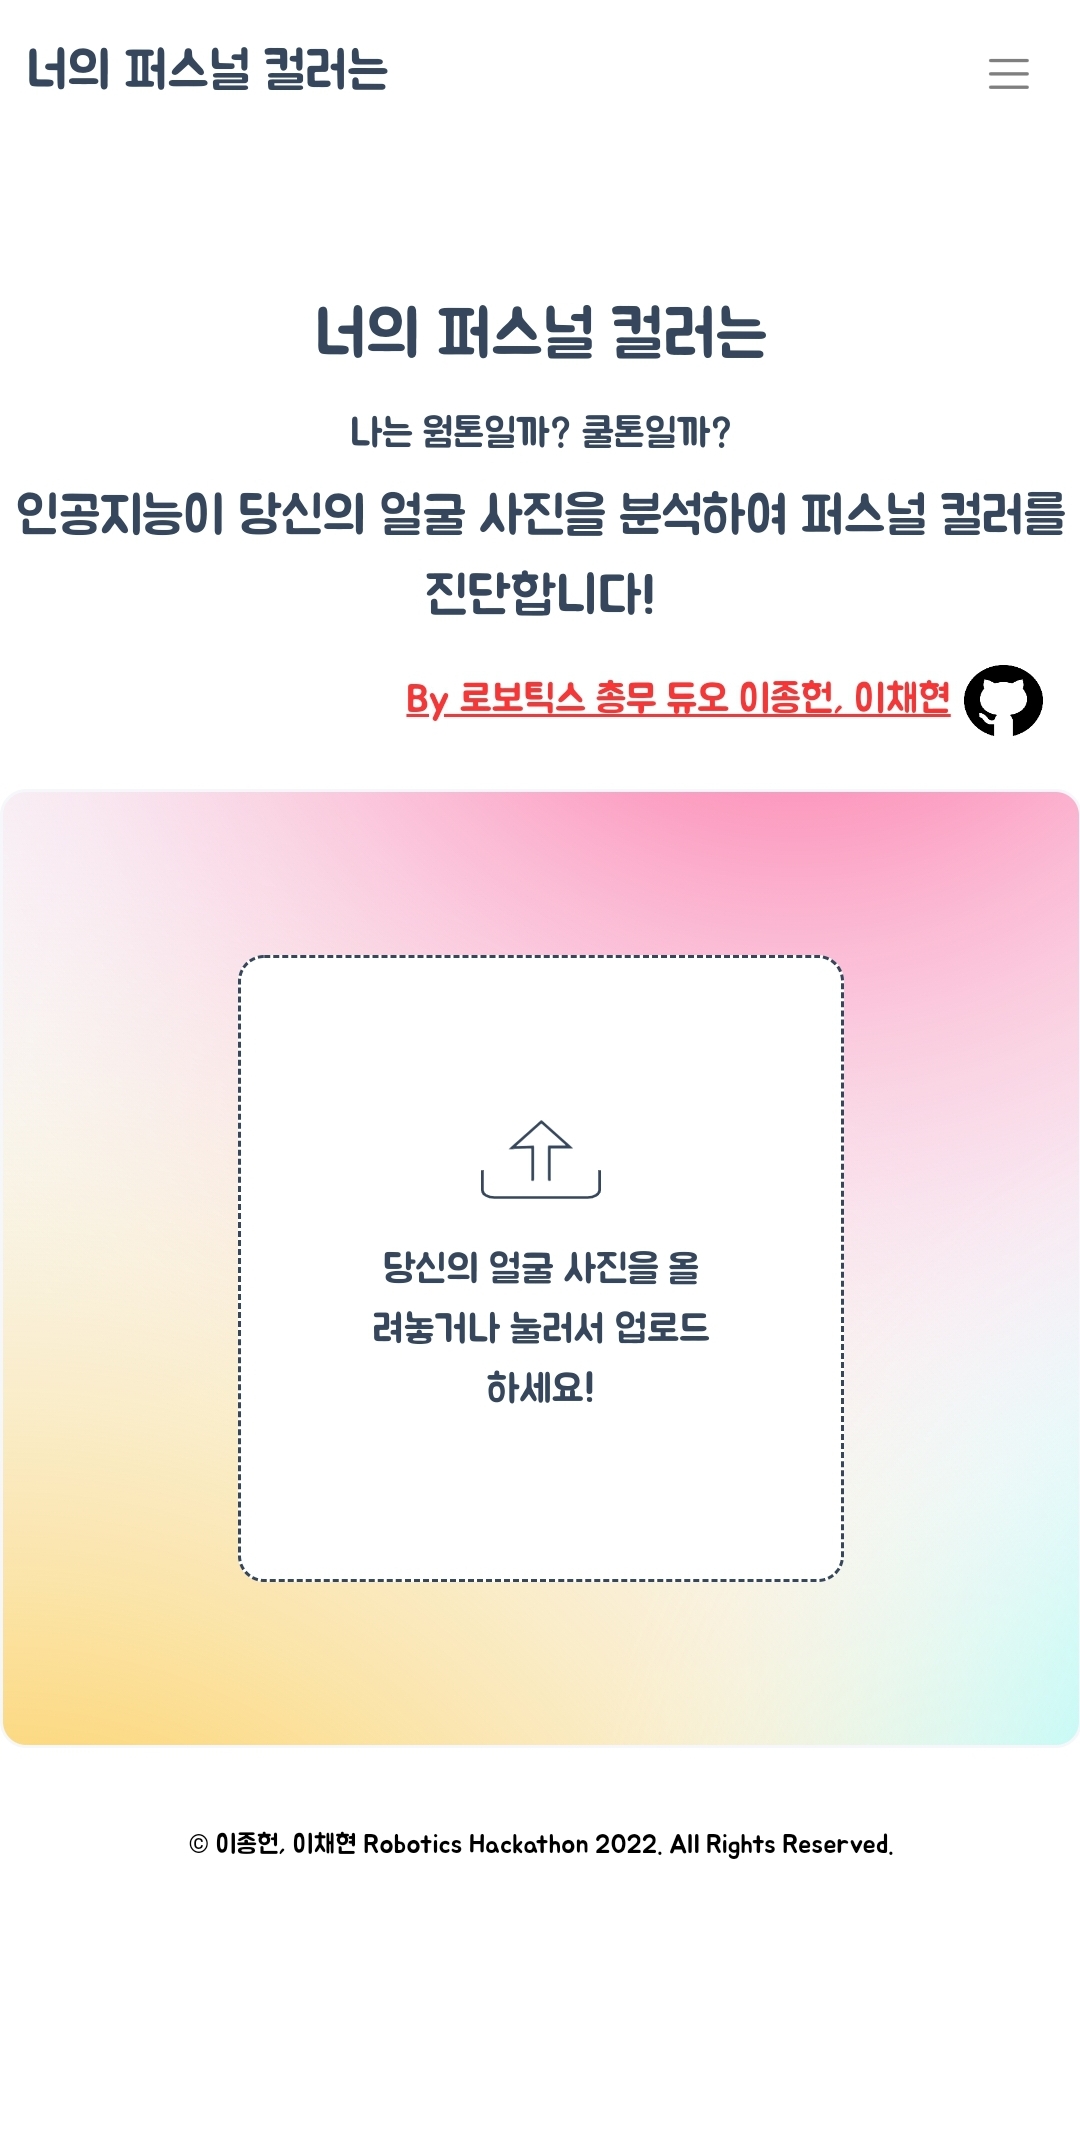 너의 퍼스널 컬러는
너의 퍼스널 컬러는
나는 웜톤일까? 쿨톤일까?
인공지능이 당신의 얼굴 사진을 분석하여 퍼스널 컬러를
진단합니다!
By 로보틱스 총무 듀오 이종헌, 이채현
당신의 얼굴 사진을 올
려놓거나 눌러서 업로드
하세요!
© 이종헌, 이채현 Robotics Hackathon 2022. All Rights Reserved.